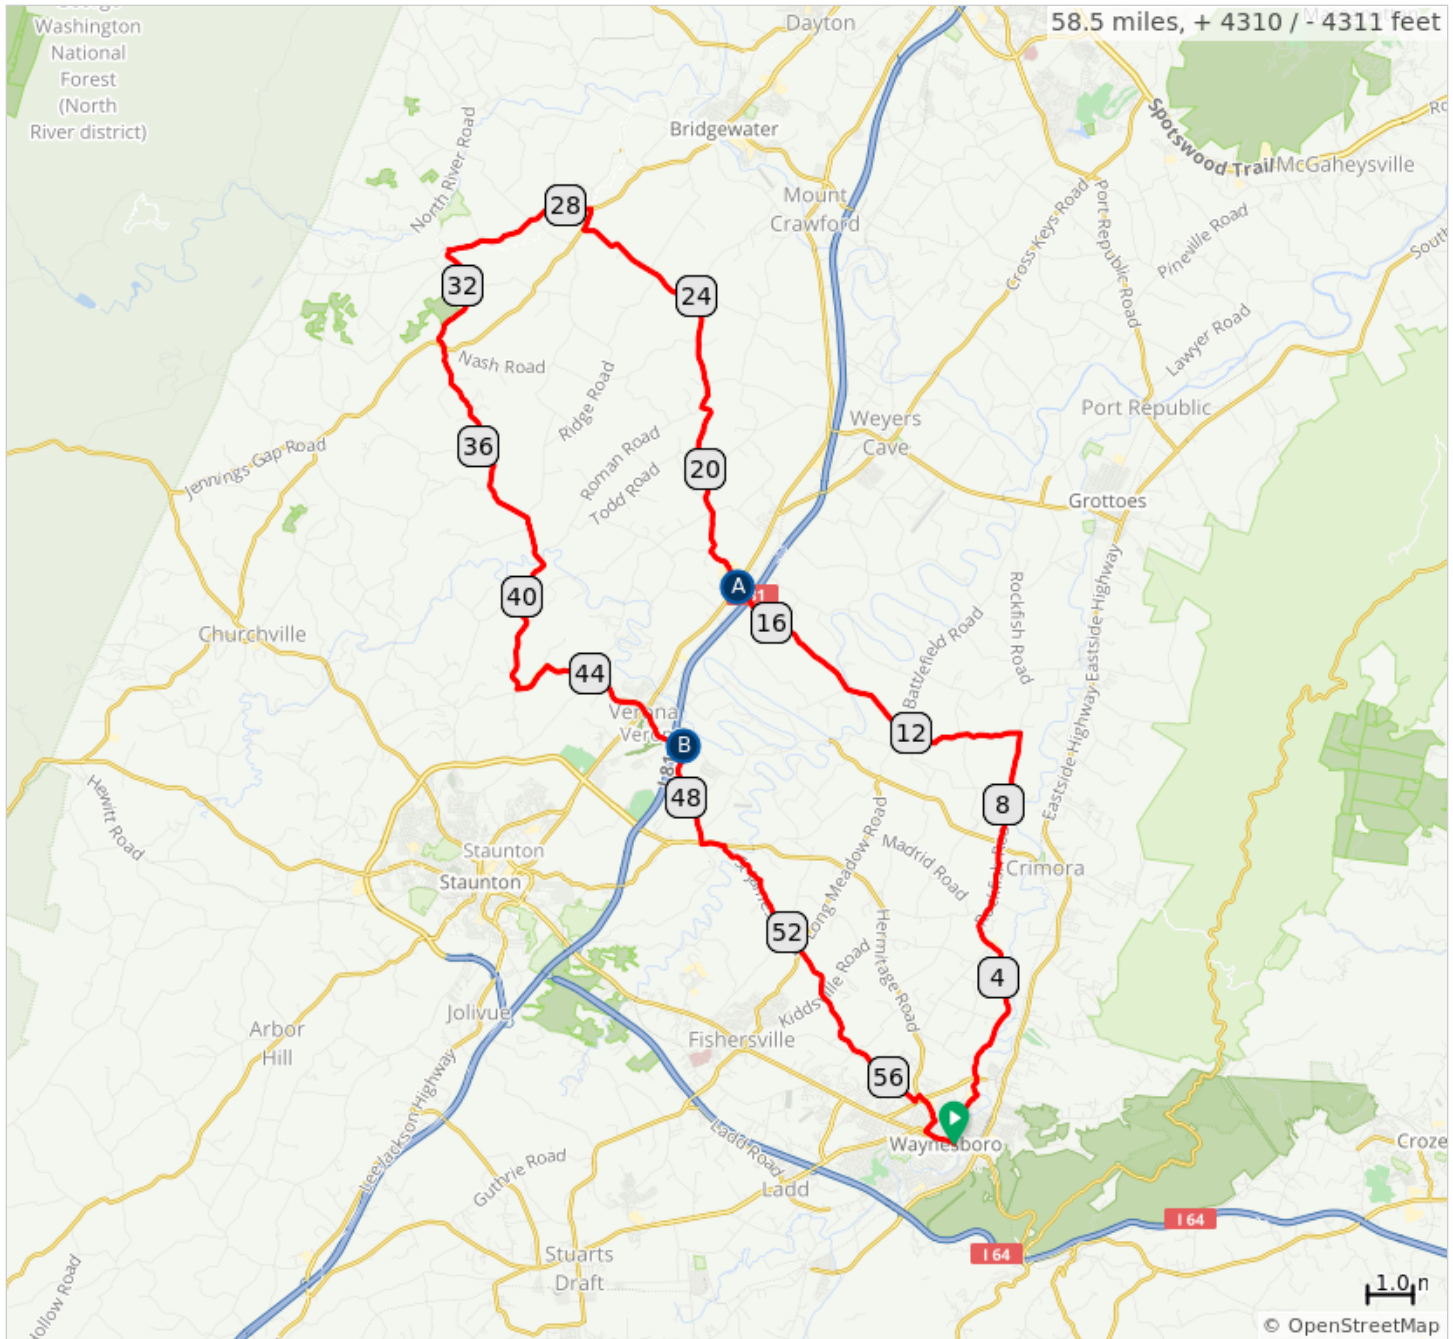 Washington
National
Forest
(North
River district)
Dayton
58.5 miles, + 4310 / - 4311 feet
Bridgewater
Spotswood Trail
McGaheysville
North River Road
28
Mount
Crawford
Cross Keys Road
Port Republic Road
Pineville Road
32
24
Nash Road
Lawyer Road
Ridge Road
Port Republic
Weyers
Cave
36
Jennings Gap Road
Roman Road
Todd Road
20
Grottoes
A
16
40
Churchville
Rockfish Road
Battlefield Road
Eastside Highway
Eastside Highway
44
Verona
B
12
I 81
48
8
Hewitt Road
Staunton
Staunton
Long Meadow Road
Madrid Road
Crimora
52
Hermitage Road
Kiddsville Road
4
Jolivue
Arbor
Hill
Fishersville
56
Lee Jackson Highway
Waynesboro
Guthrie Road
Ladd Road
Ladd
Croze
I 64
I 64
Stuarts
Draft
Hollow Road
1.0
© OpenStreetMap